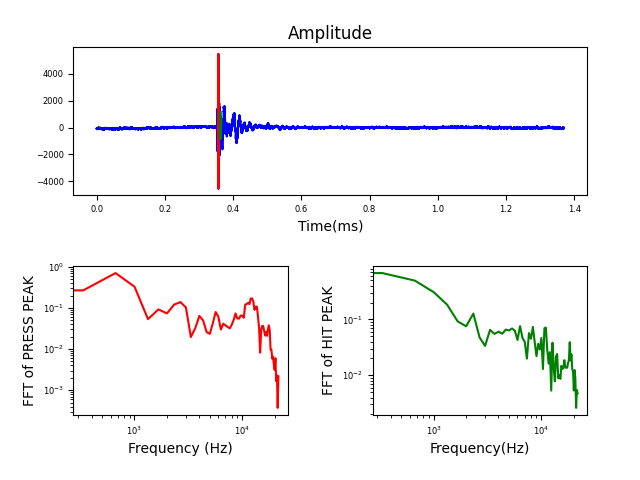 Amplitude
4000
2000
0
−2000
−4000
0.0 0.2 0.4 0.6 0.8 1.0 1.2 1.4
Time(ms)
FFT of PRESS PEAK
10⁰
10⁻¹
10⁻²
10⁻³
10³ 10⁴
Frequency (Hz)
FFT of HIT PEAK
10⁻¹
10⁻²
10³ 10⁴
Frequency(Hz)